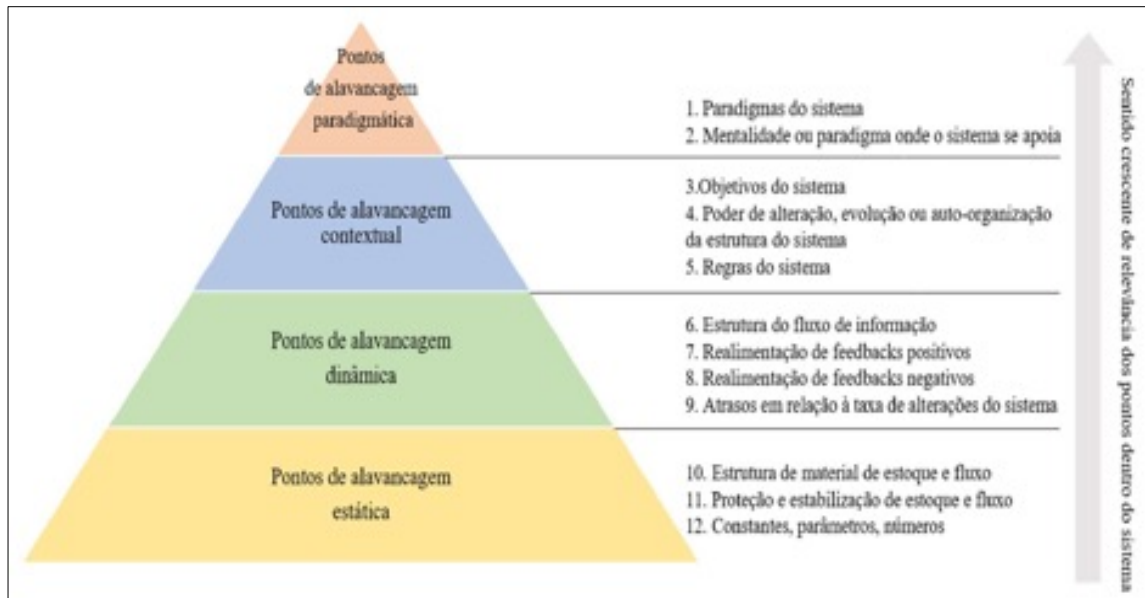 Pontos
de alavancagem
paradigmática
1. Paradigmas do sistema
2. Mentalidade ou paradigma onde o sistema se apoia
Pontos de alavancagem
contextual
3.Objetivos do sistema
4. Poder de alteração, evolução ou auto-organização
da estrutura do sistema
5. Regras do sistema
Pontos de alavancagem
dinâmica
6. Estrutura do fluxo de informação
7. Realimentação de feedbacks positivos
8. Realimentação de feedbacks negativos
9. Atrasos em relação à taxa de alterações do sistema
Pontos de alavancagem
estática
10. Estrutura de material de estoque e fluxo
11. Proteção e estabilização de estoque e fluxo
12. Constantes, parâmetros, números
Sentido crescente de relevância dos pontos dentro do sistema